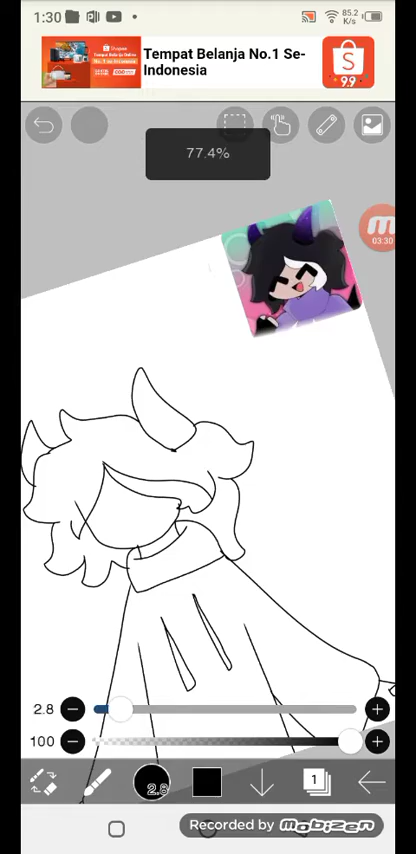 1:30
85.2
K/s
Tempat Belanja No.1 Se-
Indonesia
9.9
77.4%
03:30
2.8
100
2.8
1
Recorded by mobizen